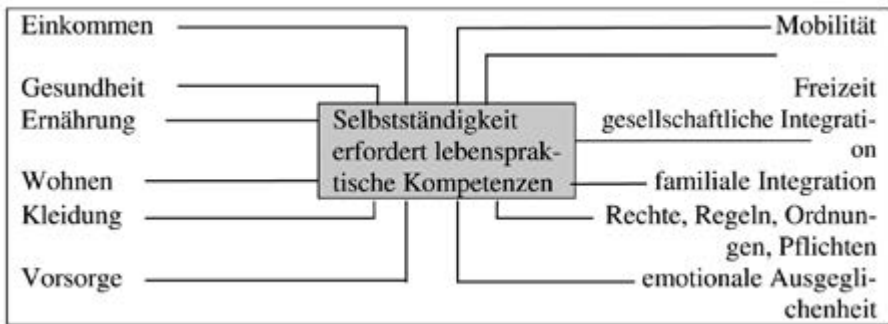 Einkommen
Gesundheit
Ernährung
Wohnen
Kleidung
Vorsorge
Selbstständigkeit
erfordert lebensprak-
tische Kompetenzen
Mobilität
Freizeit
gesellschaftliche Integrati-
on
familiale Integration
Rechte, Regeln, Ordnun-
gen, Pflichten
emotionale Ausgegli-
chenheit